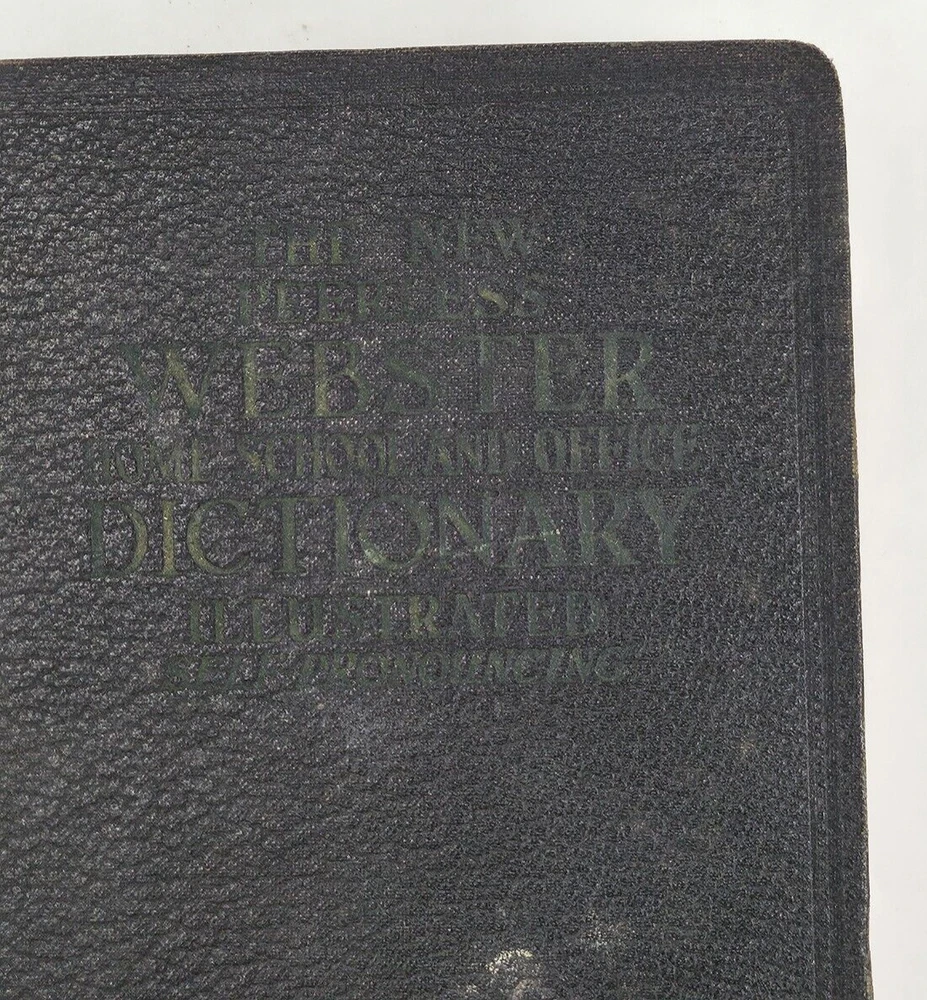 THE NEW
PEERLESS
WEBSTER
HOME SCHOOL AND OFFICE
DICTIONARY
ILLUSTRATED
SELF-PRONOUNCING